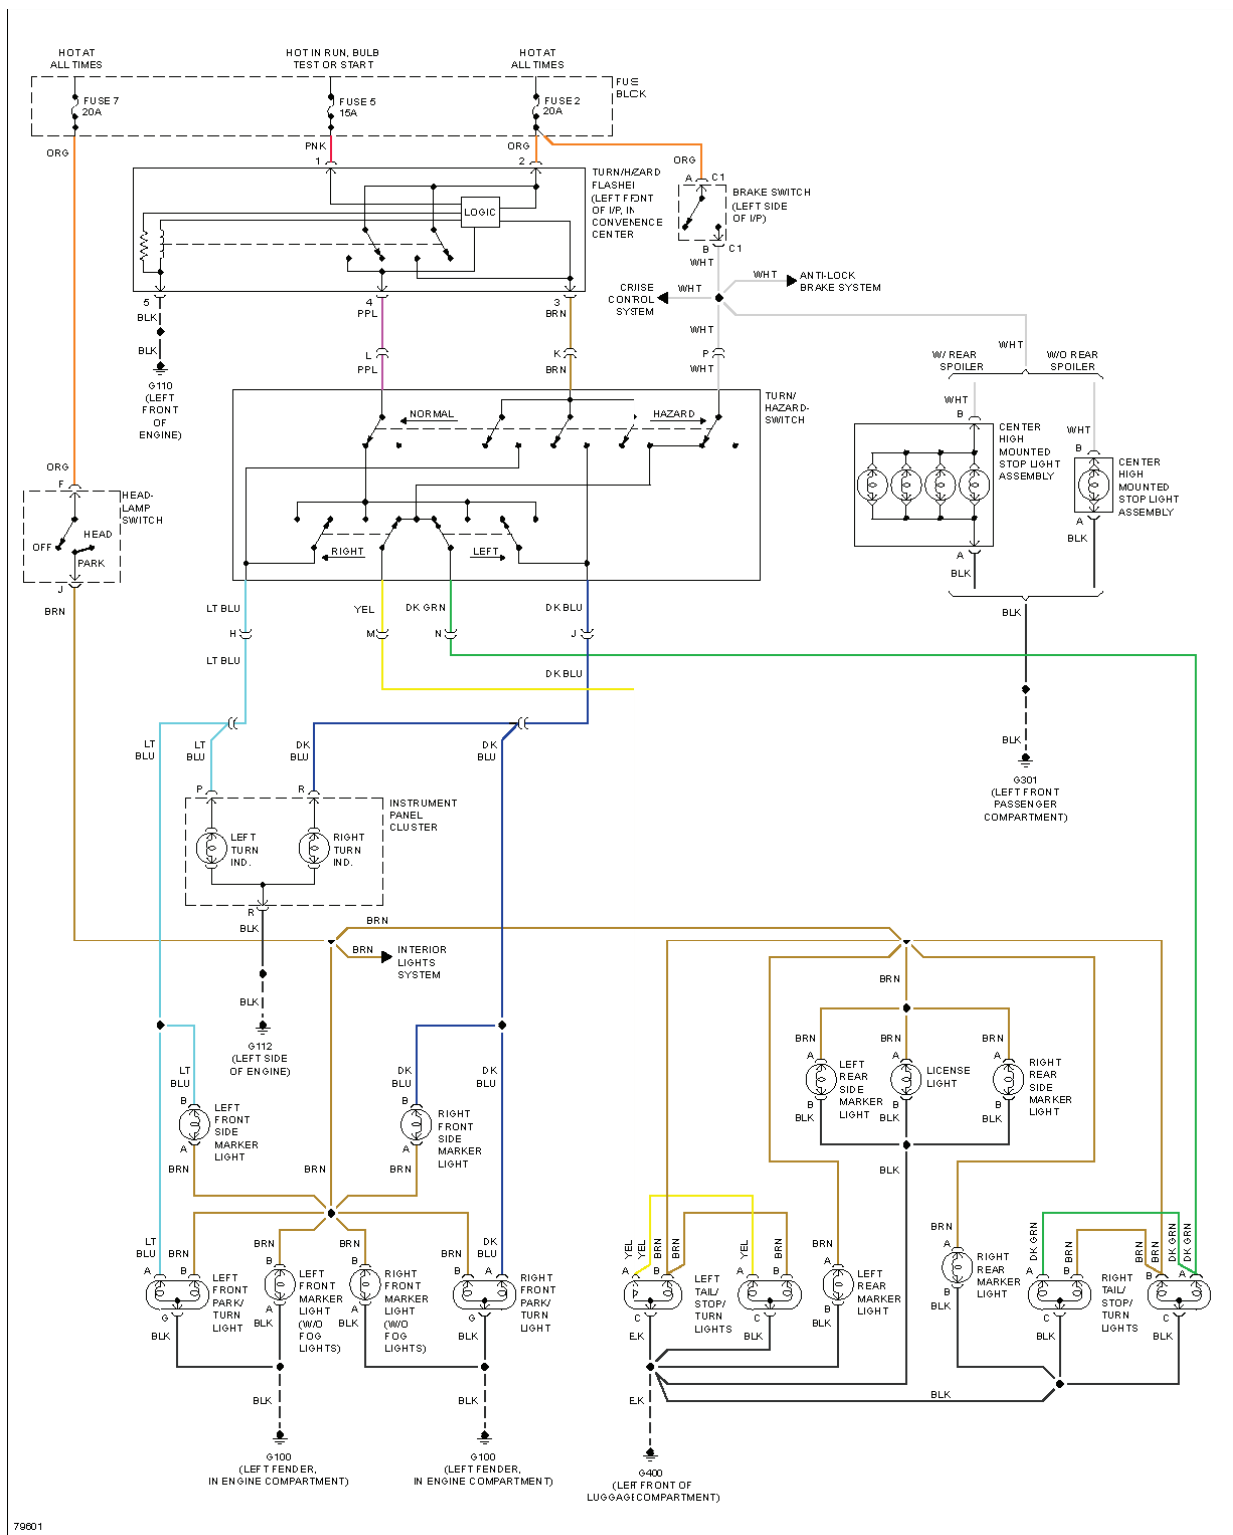 HOT AT
ALL TIMES
HOT IN RUN, BULB
TEST OR START
HOT AT
ALL TIMES
FUSE
BLOCK
FUSE 7
20A
FUSE 5
15A
FUSE 2
20A
ORG
PNK
ORG
1
2
ORG
A
C1
TURN/HAZARD
FLASHER
(LEFT FRONT
OF I/P, IN
CONVENIENCE
CENTER
LOGIC
BRAKE SWITCH
(LEFT SIDE
OF I/P)
B
C1
WHT
WHT
ANTI-LOCK
BRAKE SYSTEM
CRUISE
CONTROL
SYSTEM
WHT
5
BLK
4
PPL
3
BRN
WHT
WHT
BLK
L
PPL
K
BRN
P
WHT
W/ REAR
SPOILER
W/O REAR
SPOILER
G110
(LEFT
FRONT
OF
ENGINE)
NORMAL
HAZARD
TURN/
HAZARD-
SWITCH
WHT
B
WHT
B
CENTER
HIGH
MOUNTED
STOP LIGHT
ASSEMBLY
CENTER
HIGH
MOUNTED
STOP LIGHT
ASSEMBLY
ORG
F
HEAD-
LAMP
SWITCH
OFF
HEAD
PARK
RIGHT
LEFT
A
BLK
A
BLK
J
BRN
LT BLU
YEL
DK GRN
DK BLU
BLK
H
M
N
J
LT BLU
DK BLU
LT
BLU
LT
BLU
DK
BLU
DK
BLU
BLK
G301
(LEFT FRONT
PASSENGER
COMPARTMENT)
P
R
INSTRUMENT
PANEL
CLUSTER
LEFT
TURN
IND.
RIGHT
TURN
IND.
R
BLK
BRN
BRN
INTERIOR
LIGHTS
SYSTEM
BRN
BLK
G112
(LEFT SIDE
OF ENGINE)
BRN
BRN
BRN
A
A
A
LEFT
REAR
SIDE
MARKER
LIGHT
LICENSE
LIGHT
RIGHT
REAR
SIDE
MARKER
LIGHT
B
BLK
B
BLK
B
BLK
LT
BLU
DK
BLU
DK
BLU
B
LEFT
FRONT
SIDE
MARKER
LIGHT
A
B
RIGHT
FRONT
SIDE
MARKER
LIGHT
A
BRN
BRN
BRN
BLK
LT
BLU
BRN
BRN
BRN
BRN
DK
BLU
YEL
YEL
BRN
BRN
YEL
BRN
BRN
BRN
DK GRN
BRN
BRN
BRN
DK GRN
DK GRN
A
B
B
B
B
A
A
B
A
B
A
A
A
B
B
A
LEFT
FRONT
PARK/
TURN
LIGHT
LEFT
FRONT
MARKER
LIGHT
(W/O
FOG
LIGHTS)
RIGHT
FRONT
MARKER
LIGHT
(W/O
FOG
LIGHTS)
RIGHT
FRONT
PARK/
TURN
LIGHT
LEFT
TAIL/
STOP/
TURN
LIGHTS
LEFT
REAR
MARKER
LIGHT
RIGHT
REAR
MARKER
LIGHT
RIGHT
TAIL/
STOP/
TURN
LIGHTS
G
BLK
A
BLK
A
BLK
G
BLK
C
BLK
C
BLK
B
BLK
B
BLK
C
BLK
C
BLK
BLK
BLK
BLK
BLK
G100
(LEFT FENDER,
IN ENGINE COMPARTMENT)
G100
(LEFT FENDER,
IN ENGINE COMPARTMENT)
G400
(LEFT FRONT OF
LUGGAGE COMPARTMENT)
79601